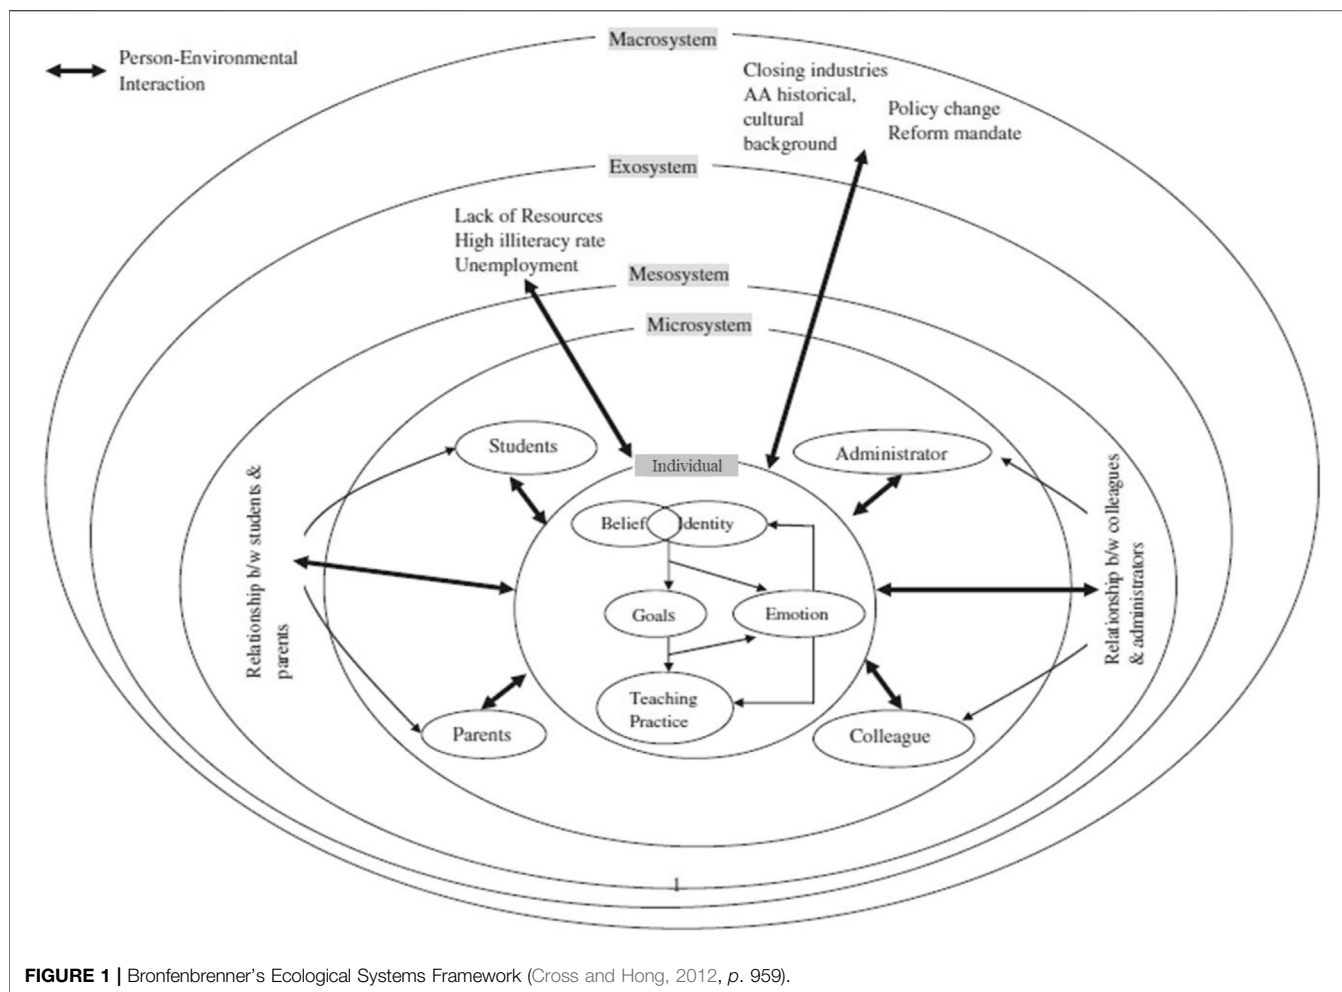 Macrosystem
Person-Environmental
Interaction
Closing industries
AA historical,
cultural
background
Policy change
Reform mandate
Exosystem
Lack of Resources
High illiteracy rate
Unemployment
Mesosystem
Microsystem
Students
Administrator
Individual
Belief
Identity
Relationship b/w students &
parents
Relationship b/w colleagues
& administrators
Goals
Emotion
Teaching
Practice
Parents
Colleague
FIGURE 1 | Bronfenbrenner's Ecological Systems Framework (Cross and Hong, 2012, p. 959).